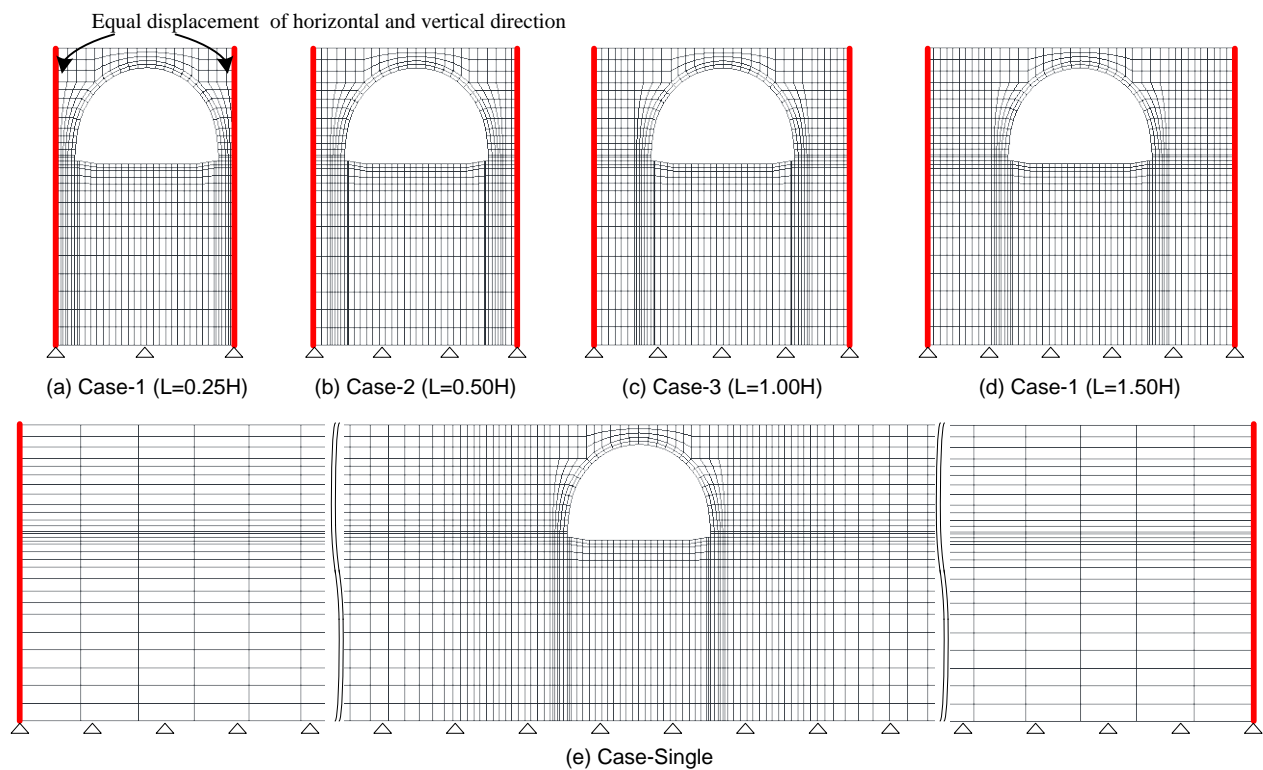 Equal displacement of horizontal and vertical direction
(a) Case-1 (L=0.25H)
(b) Case-2 (L=0.50H)
(c) Case-3 (L=1.00H)
(d) Case-1 (L=1.50H)
(e) Case-Single